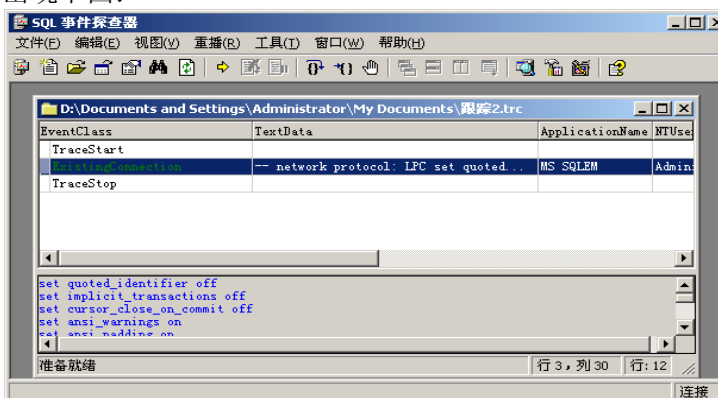 SQL 事件探查器
文件(F) 编辑(E) 视图(V) 重播(R) 工具(T) 窗口(W) 帮助(H)
D:\Documents and Settings\Administrator\My Documents\跟踪2.trc
EventClass TextData ApplicationName NTUse
TraceStart
ExistingConnection -- network protocol: LPC set quoted... MS SQLEM Admin
TraceStop
set quoted_identifier off
set implicit_transactions off
set cursor_close_on_commit off
set ansi_warnings on
set ansi_padding on
准备就绪 行 3，列 30 行: 12
连接